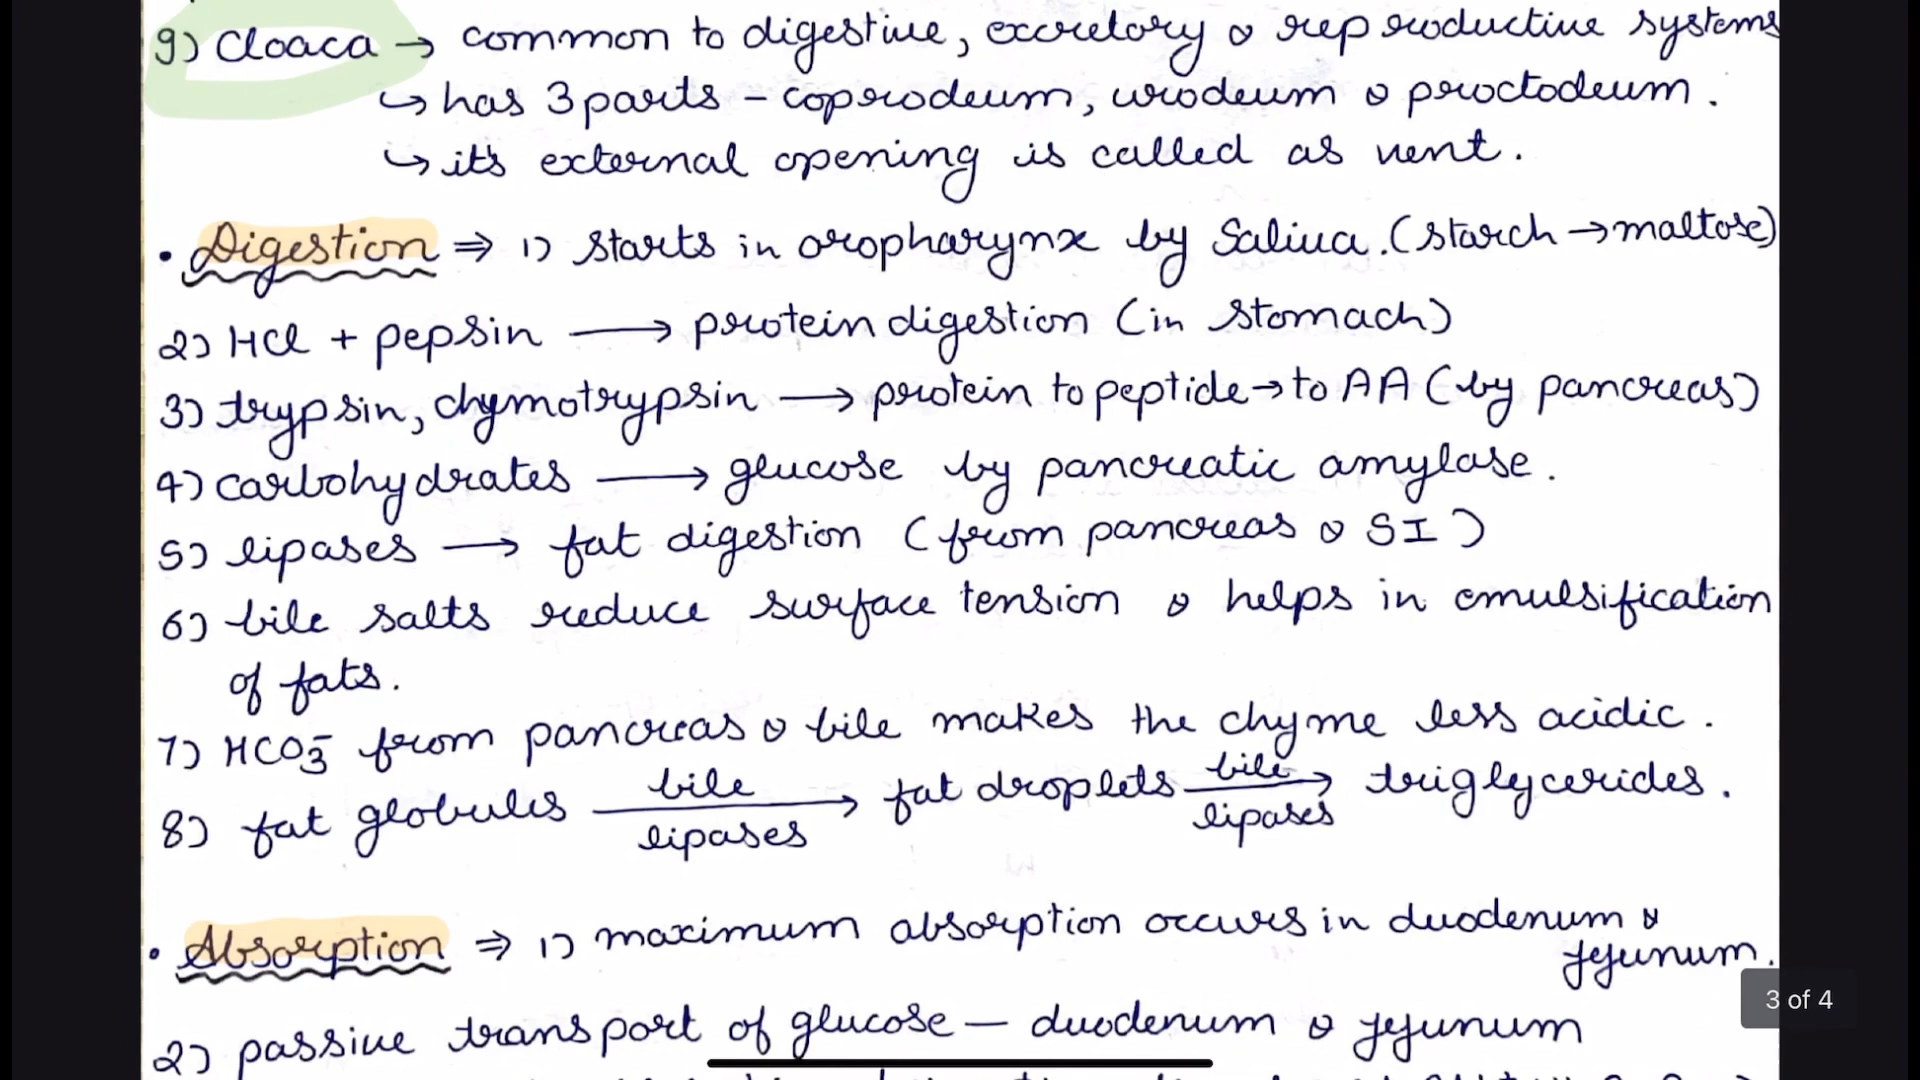 9) Cloaca → common to digestive, excretory & reproductive systems
↳ has 3 parts - coprodeum, urodeum & proctodeum.
↳ it's external opening is called as vent.
• Digestion ⇒ 1) starts in oropharynx by Saliva. (starch → maltose)
2) HCl + pepsin ⟶ protein digestion (in stomach)
3) trypsin, chymotrypsin ⟶ protein to peptide → to AA (by pancreas)
4) carbohydrates ⟶ glucose by pancreatic amylase.
5) lipases ⟶ fat digestion (from pancreas & SI)
6) bile salts reduce surface tension & helps in emulsification
of fats.
7) HCO3- from pancreas & bile makes the chyme less acidic.
8) fat globules bile lipases → fat droplets bile lipases → triglycerides.
• Absorption ⇒ 1) maximum absorption occurs in duodenum &
jejunum.
3 of 4
2) passive transport of glucose — duodenum & jejunum